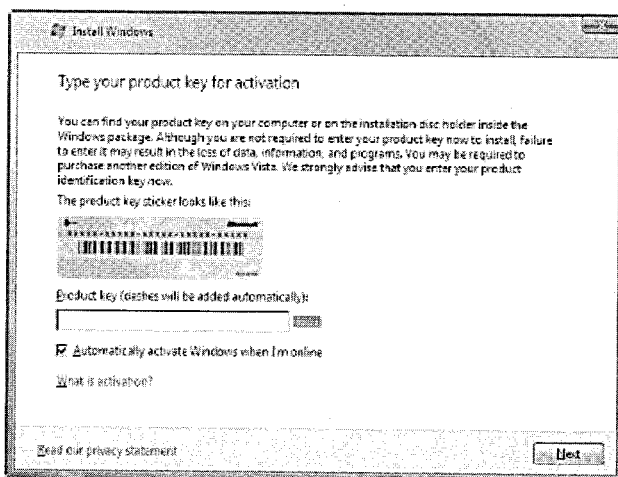 Install Windows
Type your product key for activation
You can find your product key on your computer or on the installation disc holder inside the
Windows package. Although you are not required to enter your product key now to install, failure
to enter it may result in the loss of data, information, and programs. You may be required to
purchase another edition of Windows Vista. We strongly advise that you enter your product
identification key now.
The product key sticker looks like this:
Product key (dashes will be added automatically):
Automatically activate Windows when I'm online
What is activation?
Read our privacy statement
Next